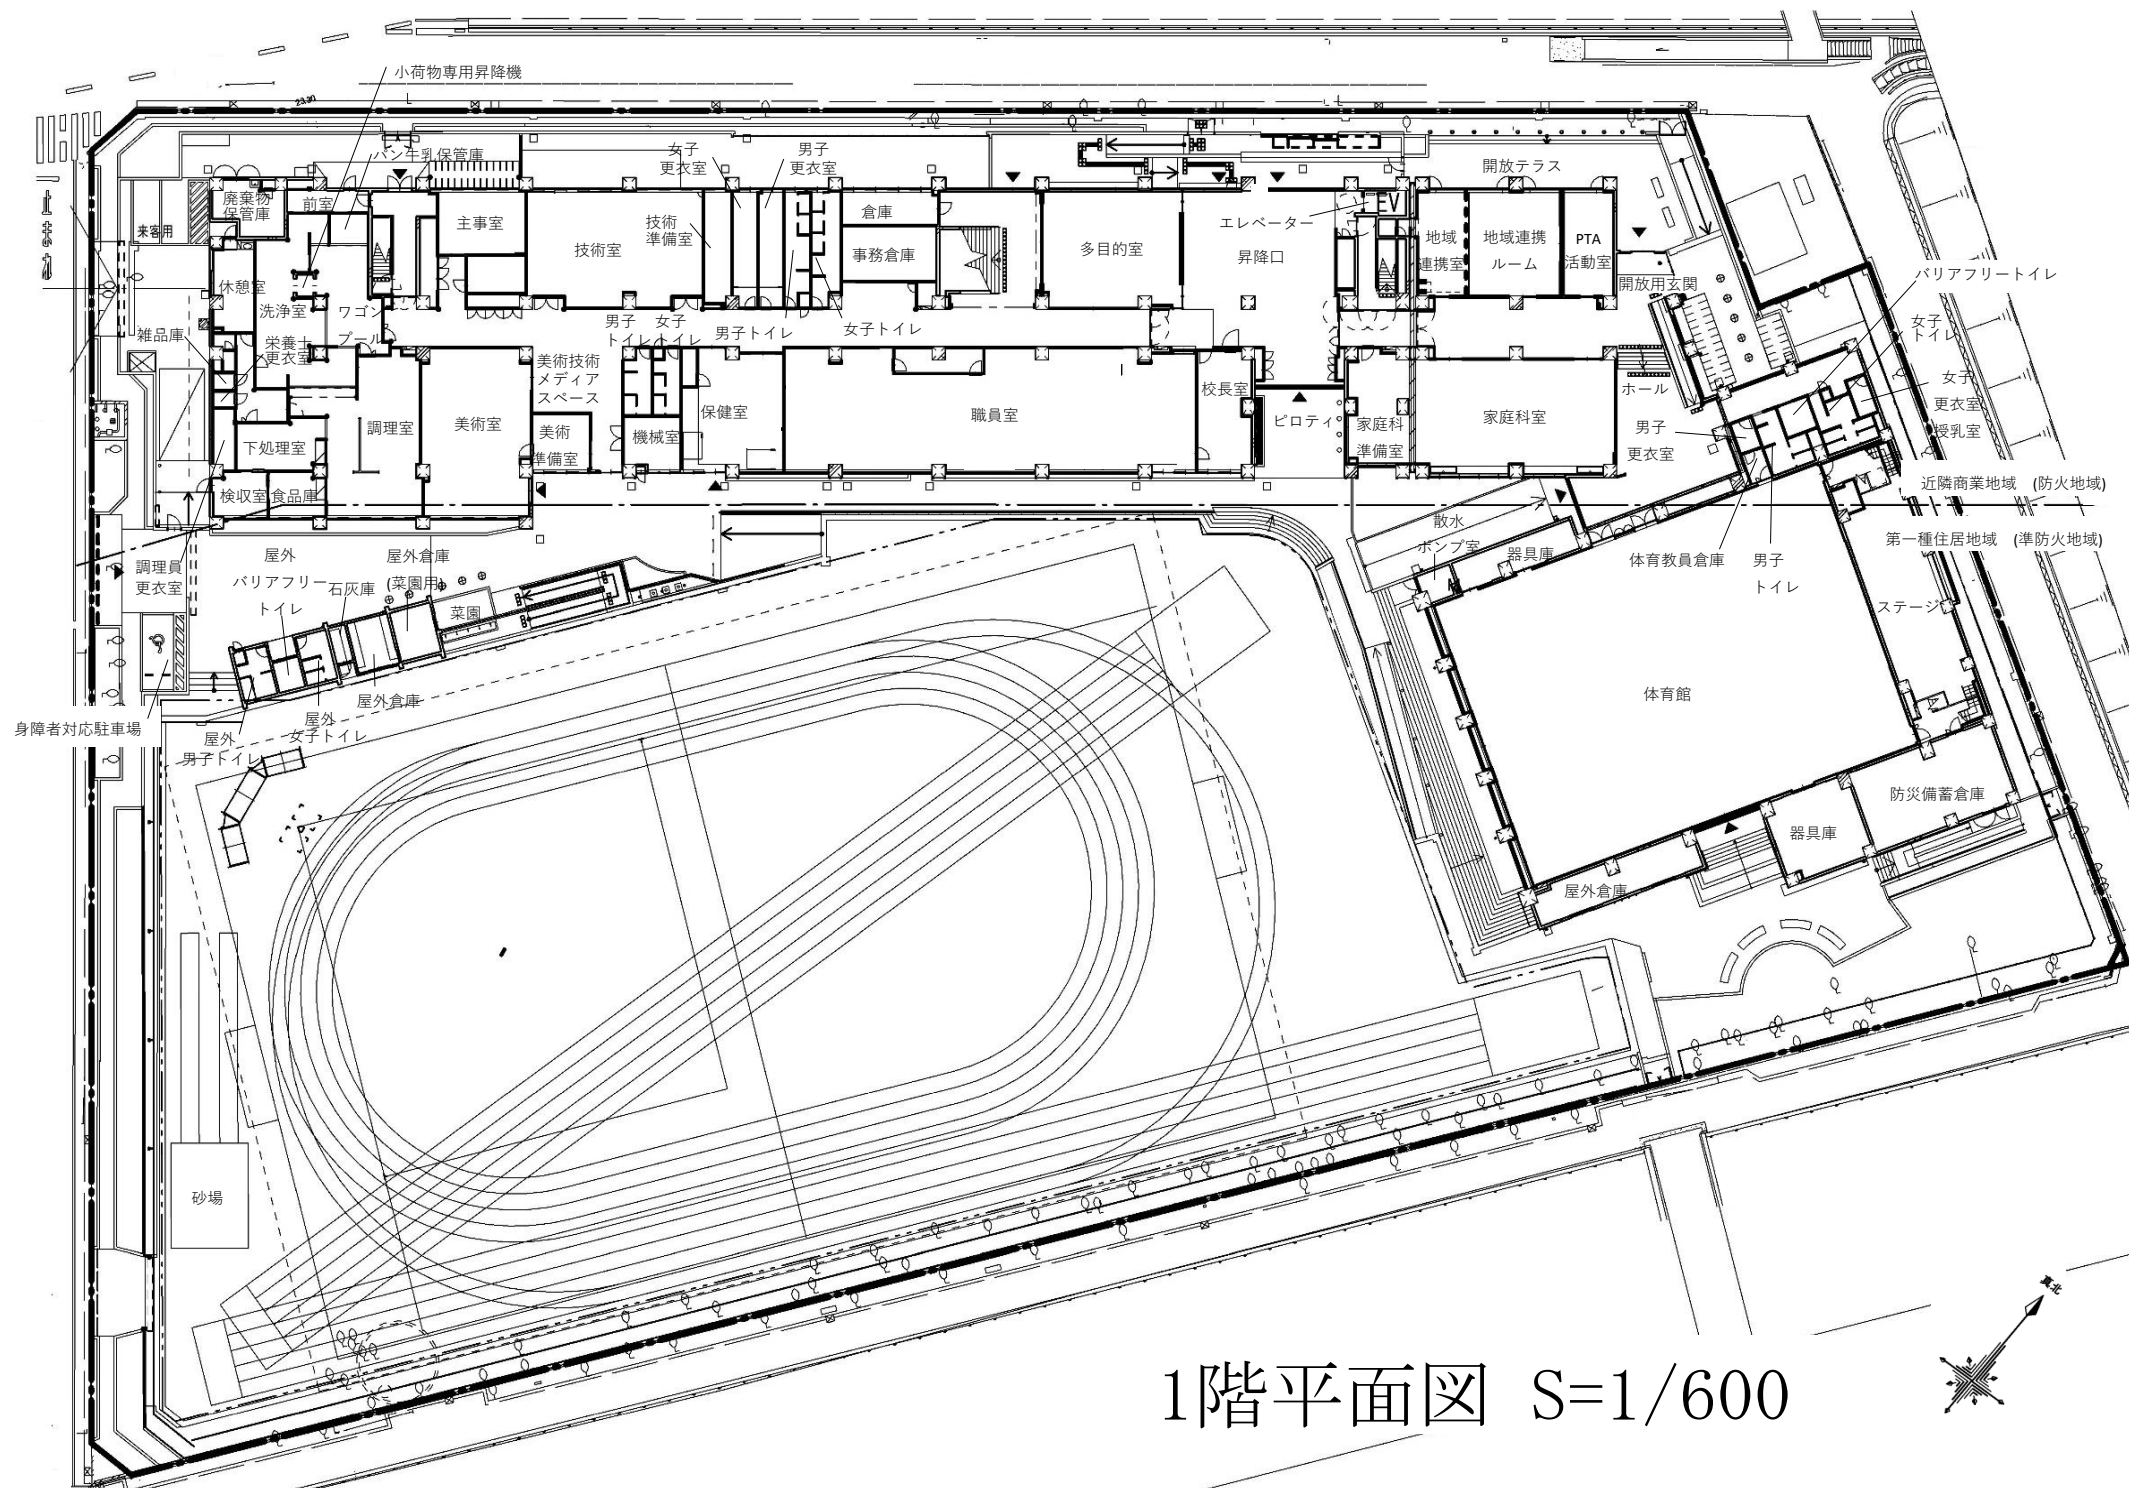 小荷物専用昇降機
23.20
パン牛乳保管庫
女子
更衣室
男子
更衣室
開放テラス
廃棄物
保管庫
前室
来客用
主事室
技術室
技術
準備室
倉庫
事務倉庫
多目的室
エレベーター
EV
昇降口
地域
連携室
地域連携
ルーム
PTA
活動室
開放用玄関
バリアフリートイレ
休憩室
洗浄室
ワゴン
プール
雑品庫
栄養士
更衣室
男子
トイレ
女子
トイレ
男子トイレ
女子トイレ
女子
トイレ
美術技術
メディア
スペース
保健室
職員室
校長室
ピロティ
家庭科
準備室
家庭科室
ホール
男子
更衣室
女子
更衣室
授乳室
調理室
美術室
美術
準備室
機械室
下処理室
検収室
食品庫
近隣商業地域 (防火地域)
第一種住居地域 (準防火地域)
散水
ポンプ室
器具庫
体育教員倉庫
男子
トイレ
ステージ
調理員
更衣室
屋外
バリアフリー
トイレ
屋外倉庫
(菜園用)
石灰庫
菜園
屋外倉庫
屋外
女子トイレ
屋外
男子トイレ
身障者対応駐車場
体育館
防災備蓄倉庫
器具庫
屋外倉庫
砂場
真北
1階平面図 S=1/600